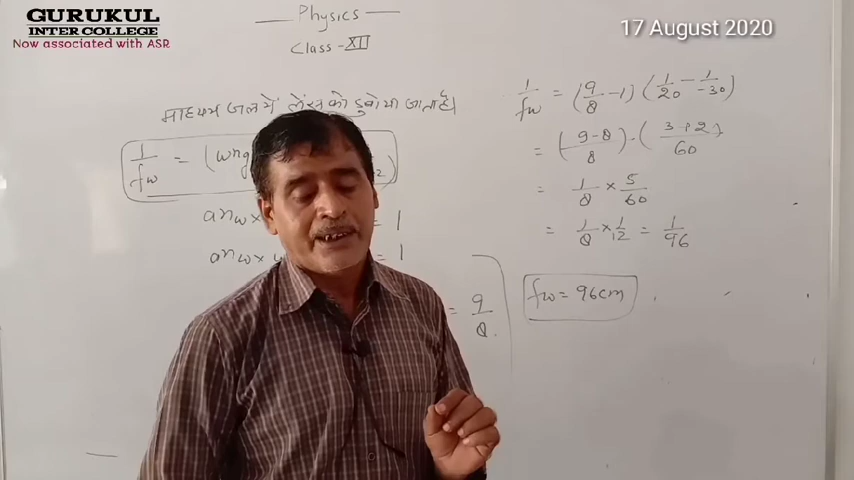 GURUKUL
INTER COLLEGE
Now associated with ASR
17 August 2020
Physics
Class - XII
माध्यम जल में लेंस को डुबोया जाता है।
1/fw = (wng
anw ×
= 1
anw ×
= 1
= 9/8
1/fw = (9/8 - 1) (1/20 - 1/-30)
= (9-8/8) · (3+2/60)
= 1/8 × 5/60
= 1/8 × 1/12 = 1/96
fw = 96cm